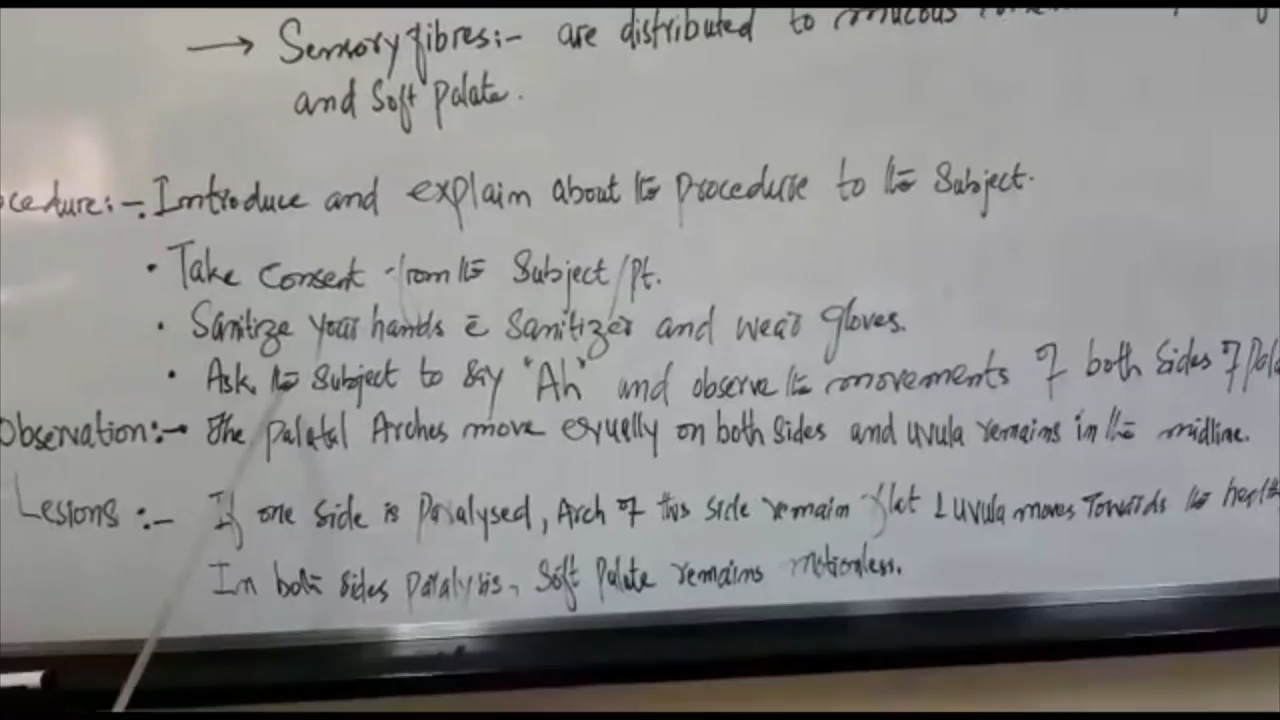 → Sensory fibres:- are distributed to mucous
and Soft Palate.
ocedure:- • Introduce and explain about the procedure to the Subject.
• Take Consent from the Subject/Pt.
• Sanitize your hands c̄ Sanitizer and wear gloves.
• Ask the Subject to say "Ah" and observe the movements of both Sides of Pala
Observation:- The Palatal Arches move equally on both Sides and uvula remains in the midline.
Lesions :- If one side is Paralysed, Arch of this side remain flat & uvula moves Towards the healt
In both sides paralysis, Soft Palate remains motionless.